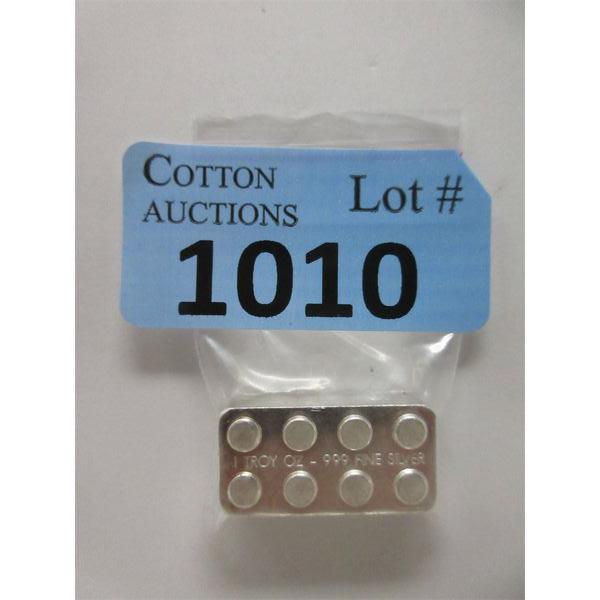 COTTON
AUCTIONS
Lot #
1010
1 TROY OZ - 999 FINE SILVER